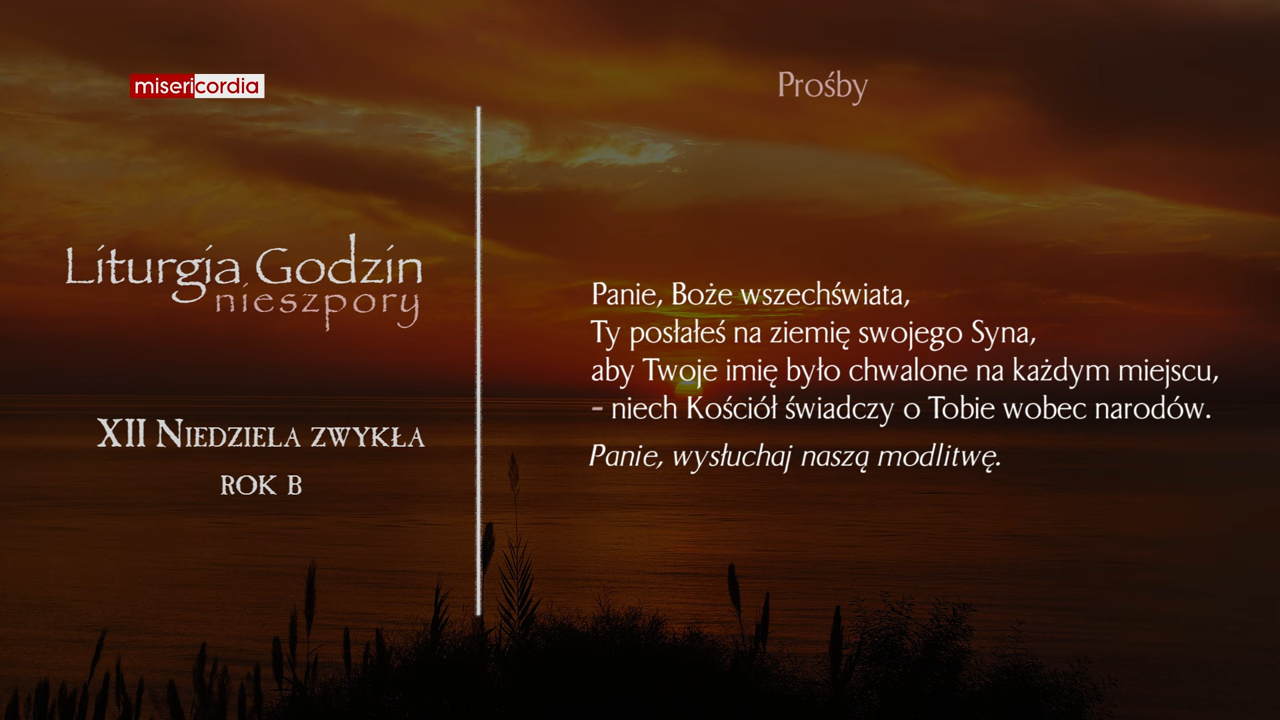 misericordia
Liturgia Godzin
nieszpory
XII Niedziela zwykła
rok B
Prośby
Panie, Boże wszechświata,
Ty posłałeś na ziemię swojego Syna,
aby Twoje imię było chwalone na każdym miejscu,
- niech Kościół świadczy o Tobie wobec narodów.
Panie, wysłuchaj naszą modlitwę.